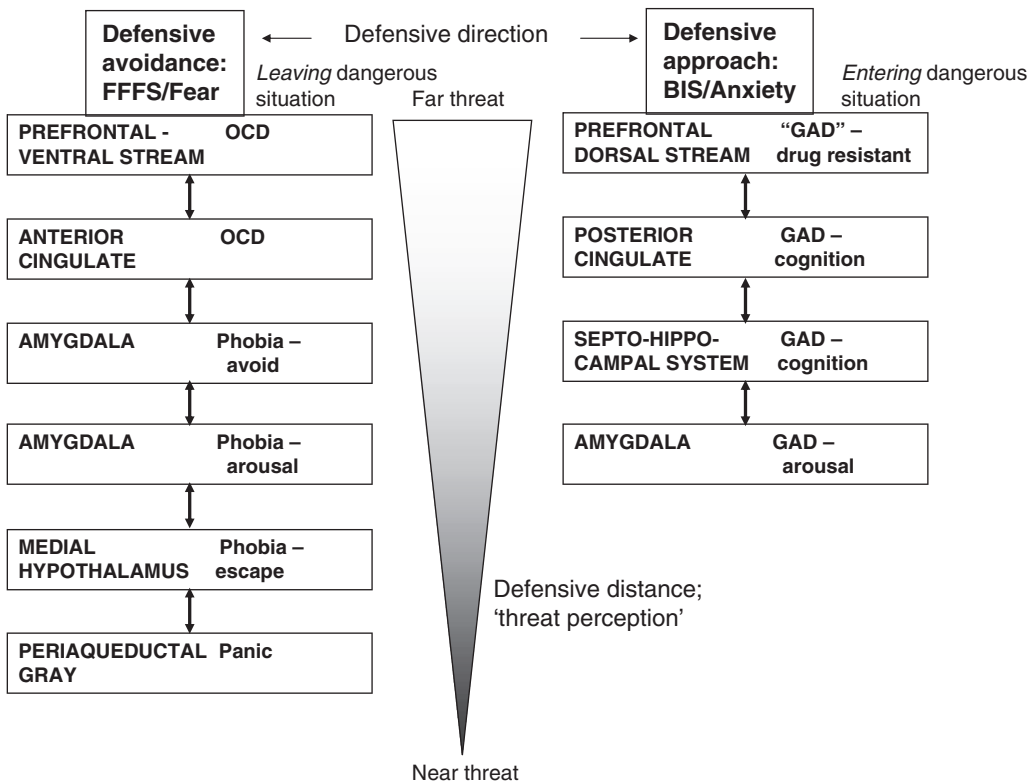 Defensive
avoidance:
FFFS/Fear
Defensive direction
Defensive
approach:
BIS/Anxiety
Leaving dangerous
situation
Far threat
Entering dangerous
situation
PREFRONTAL - OCD
VENTRAL STREAM
ANTERIOR OCD
CINGULATE
AMYGDALA Phobia –
avoid
AMYGDALA Phobia –
arousal
MEDIAL Phobia –
HYPOTHALAMUS escape
PERIAQUEDUCTAL Panic
GRAY
PREFRONTAL “GAD” –
DORSAL STREAM drug resistant
POSTERIOR GAD –
CINGULATE cognition
SEPTO-HIPPO- GAD –
CAMPAL SYSTEM cognition
AMYGDALA GAD –
arousal
Defensive distance;
‘threat perception’
Near threat